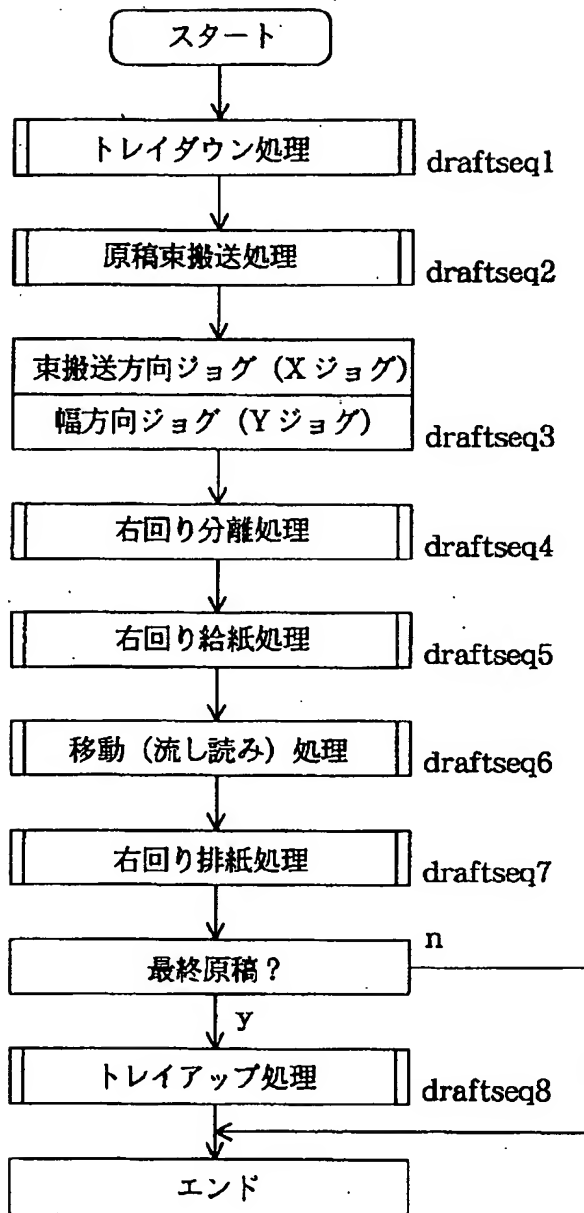 スタート
トレイダウン処理
draftseq1
原稿束搬送処理
draftseq2
束搬送方向ジョグ (Xジョグ)
幅方向ジョグ (Yジョグ)
draftseq3
右回り分離処理
draftseq4
右回り給紙処理
draftseq5
移動 (流し読み) 処理
draftseq6
右回り排紙処理
draftseq7
最終原稿?
n
y
トレイアップ処理
draftseq8
エンド